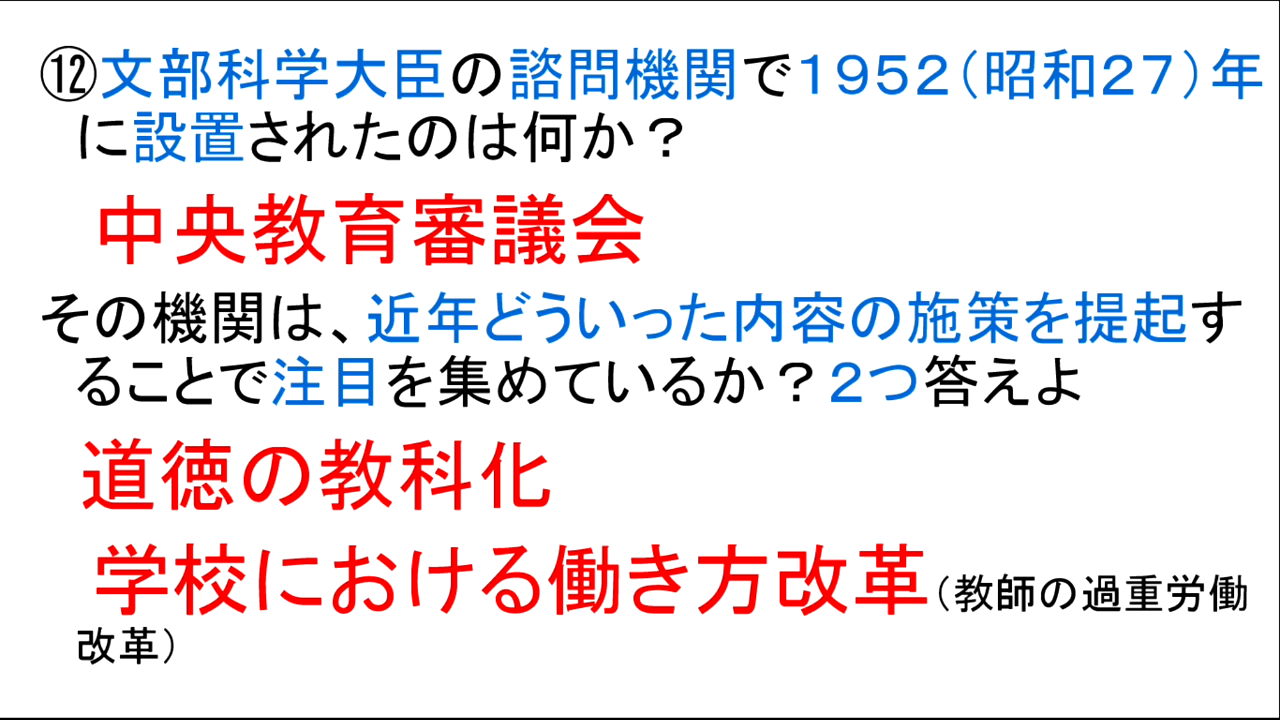 ⑫文部科学大臣の諮問機関で１９５２（昭和２７）年
に設置されたのは何か？
中央教育審議会
その機関は、近年どういった内容の施策を提起す
ることで注目を集めているか？２つ答えよ
道徳の教科化
学校における働き方改革（教師の過重労働
改革）